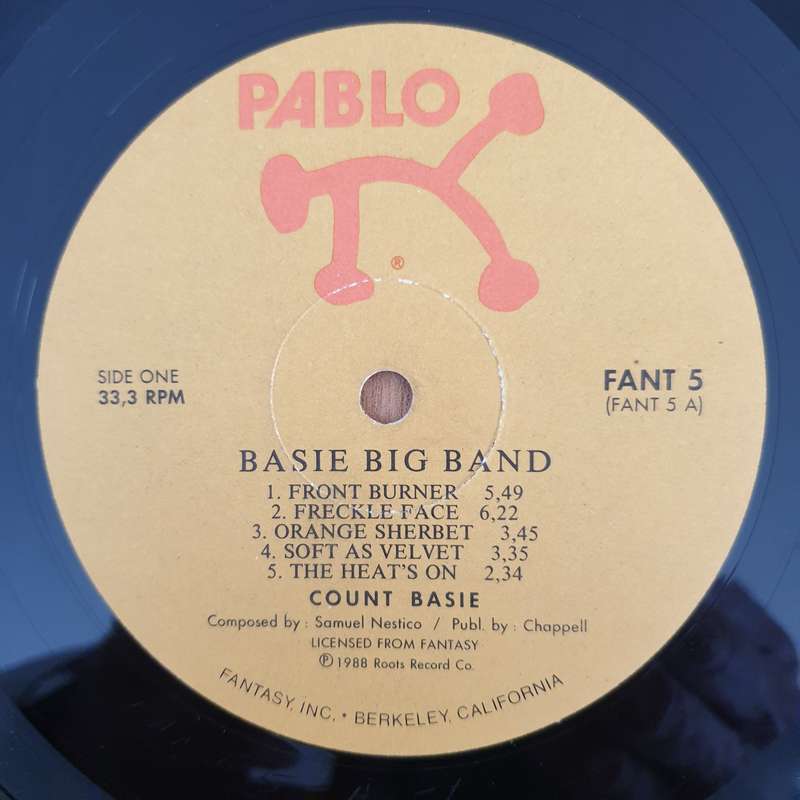 PABLO
®
SIDE ONE
33,3 RPM
FANT 5
(FANT 5 A)
BASIE BIG BAND
1. FRONT BURNER 5,49
2. FRECKLE FACE 6,22
3. ORANGE SHERBET 3,45
4. SOFT AS VELVET 3,35
5. THE HEAT'S ON 2,34
COUNT BASIE
Composed by : Samuel Nestico / Publ. by : Chappell
LICENSED FROM FANTASY
℗ 1988 Roots Record Co.
FANTASY, INC. • BERKELEY, CALIFORNIA